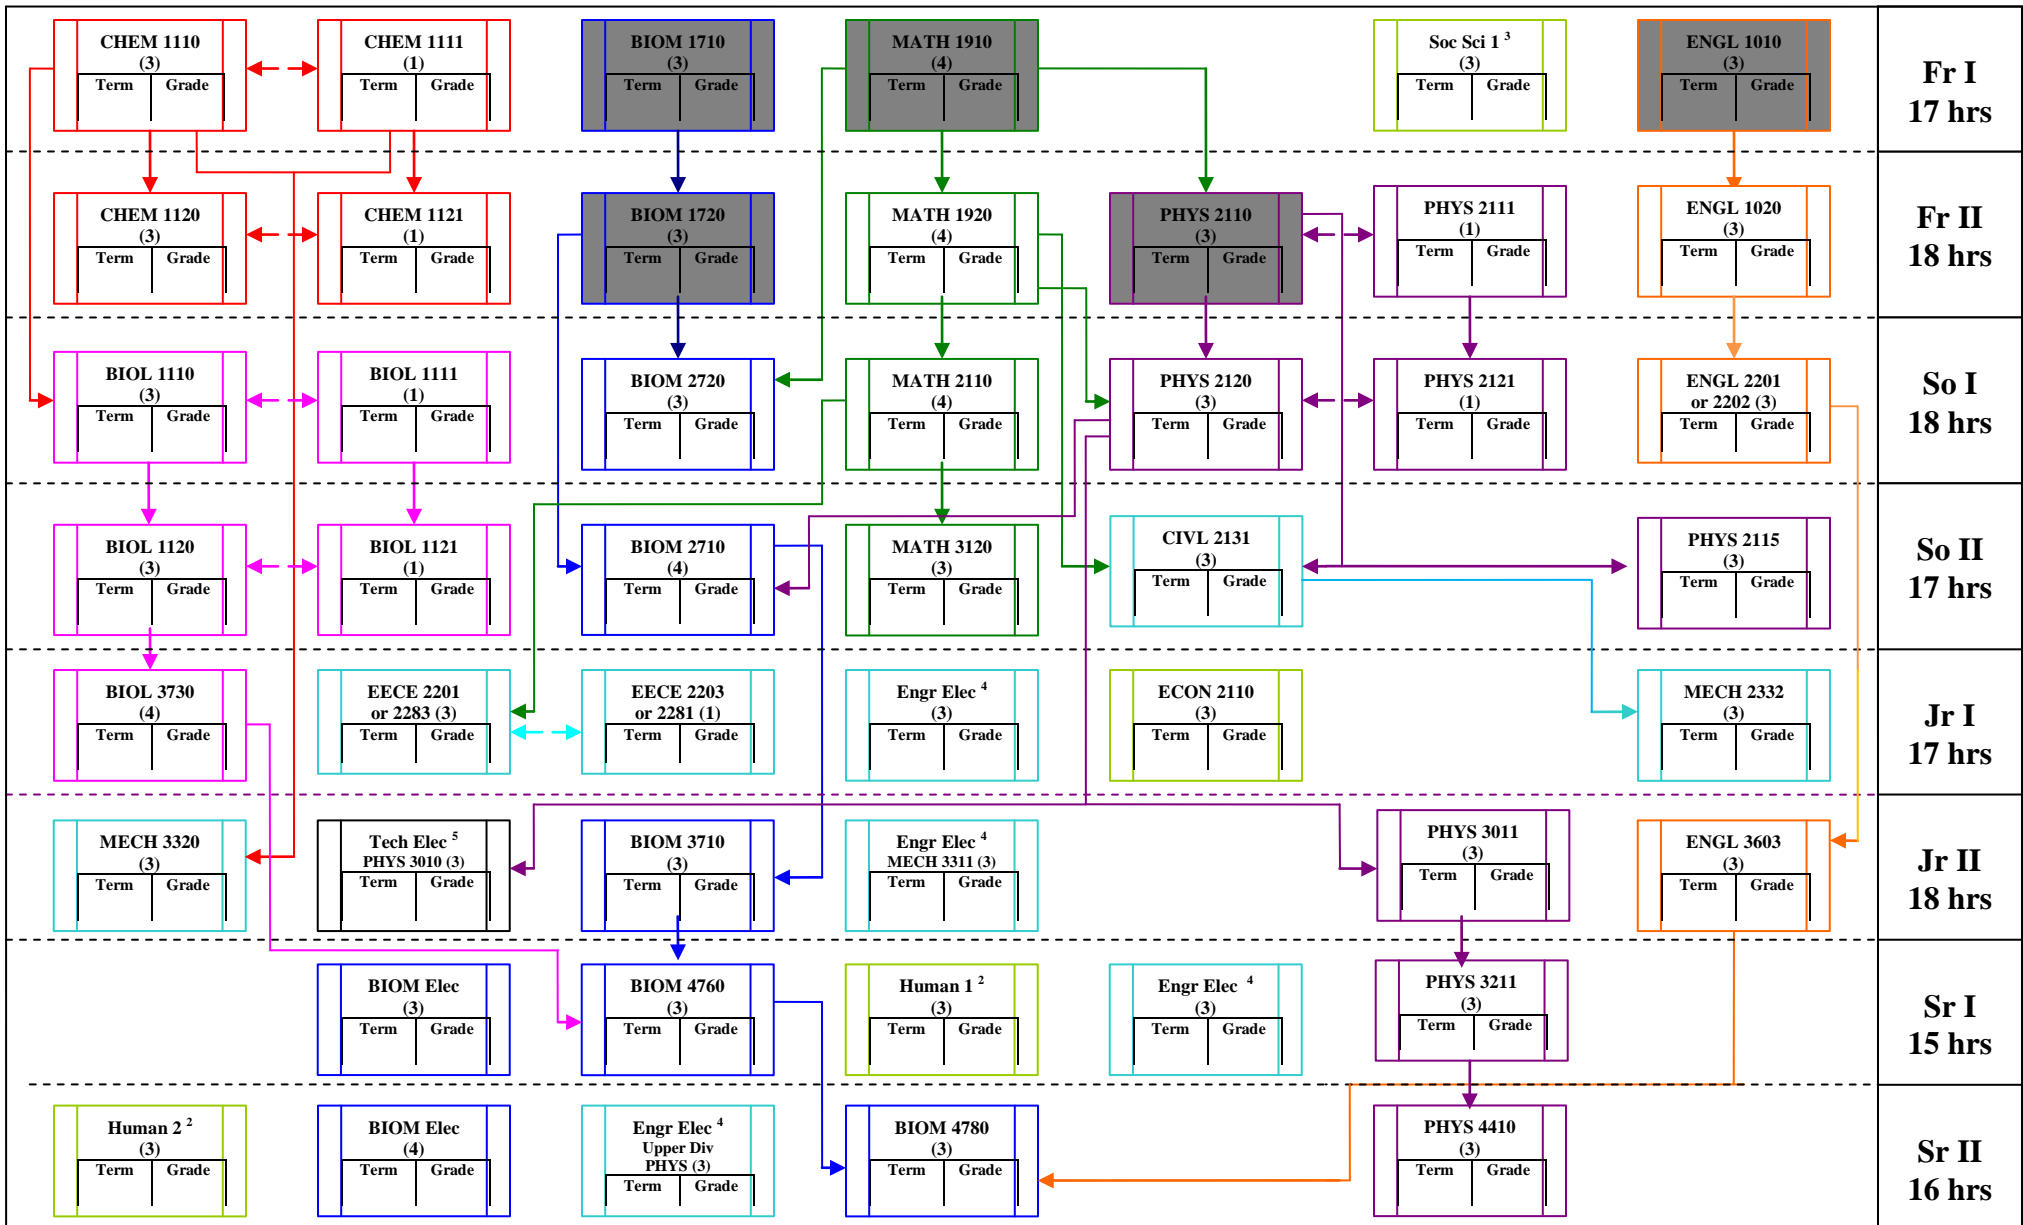 CHEM 1110
(3)
Term Grade
CHEM 1111
(1)
Term Grade
BIOM 1710
(3)
Term Grade
MATH 1910
(4)
Term Grade
Soc Sci 1 3
(3)
Term Grade
ENGL 1010
(3)
Term Grade
Fr I
17 hrs
CHEM 1120
(3)
Term Grade
CHEM 1121
(1)
Term Grade
BIOM 1720
(3)
Term Grade
MATH 1920
(4)
Term Grade
PHYS 2110
(3)
Term Grade
PHYS 2111
(1)
Term Grade
ENGL 1020
(3)
Term Grade
Fr II
18 hrs
BIOL 1110
(3)
Term Grade
BIOL 1111
(1)
Term Grade
BIOM 2720
(3)
Term Grade
MATH 2110
(4)
Term Grade
PHYS 2120
(3)
Term Grade
PHYS 2121
(1)
Term Grade
ENGL 2201
or 2202 (3)
Term Grade
So I
18 hrs
BIOL 1120
(3)
Term Grade
BIOL 1121
(1)
Term Grade
BIOM 2710
(4)
Term Grade
MATH 3120
(3)
Term Grade
CIVL 2131
(3)
Term Grade
PHYS 2115
(3)
Term Grade
So II
17 hrs
BIOL 3730
(4)
Term Grade
EECE 2201
or 2283 (3)
Term Grade
EECE 2203
or 2281 (1)
Term Grade
Engr Elec 4
(3)
Term Grade
ECON 2110
(3)
Term Grade
MECH 2332
(3)
Term Grade
Jr I
17 hrs
MECH 3320
(3)
Term Grade
Tech Elec 5
PHYS 3010 (3)
Term Grade
BIOM 3710
(3)
Term Grade
Engr Elec 4
MECH 3311 (3)
Term Grade
PHYS 3011
(3)
Term Grade
ENGL 3603
(3)
Term Grade
Jr II
18 hrs
BIOM Elec
(3)
Term Grade
BIOM 4760
(3)
Term Grade
Human 1 2
(3)
Term Grade
Engr Elec 4
(3)
Term Grade
PHYS 3211
(3)
Term Grade
Sr I
15 hrs
Human 2 2
(3)
Term Grade
BIOM Elec
(4)
Term Grade
Engr Elec 4
Upper Div
PHYS (3)
Term Grade
BIOM 4780
(3)
Term Grade
PHYS 4410
(3)
Term Grade
Sr II
16 hrs